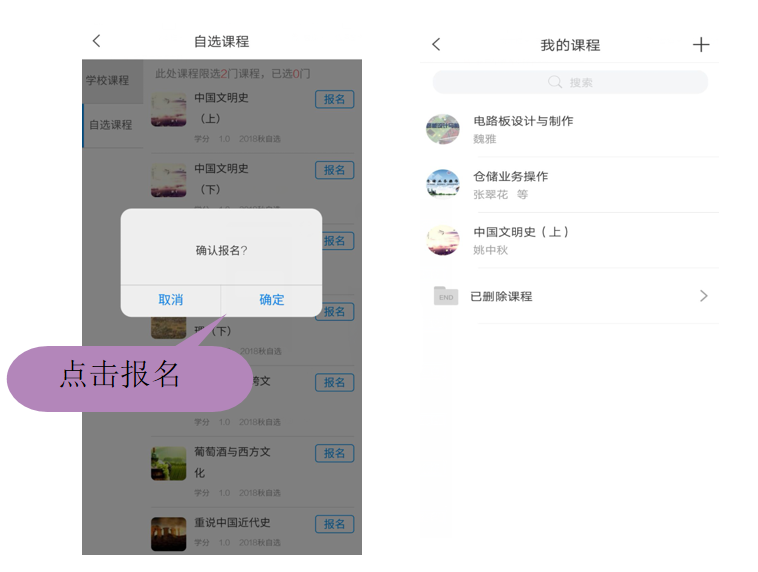 自选课程
学校课程
自选课程
此处课程限选2门课程，已选0门
中国文明史
（上）
报名
学分 1.0 2018秋自选
中国文明史
（下）
报名
报名
确认报名?
取消
确定
报名
（下）
2018秋自选
点击报名
文
报名
学分 1.0 2018秋自选
葡萄酒与西方文
化
报名
学分 1.0 2018秋自选
重说中国近代史
报名
学分 1.0 2018秋自选
我的课程
搜索
电路板设计与制作
魏雅
仓储业务操作
张翠花 等
中国文明史（上）
姚中秋
END
已删除课程